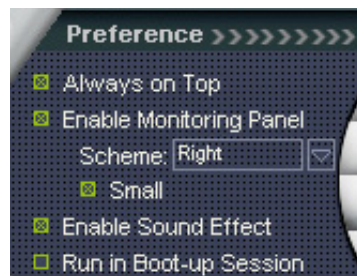 Preference >>>>>>>>>
Always on Top
Enable Monitoring Panel
Scheme: Right
Small
Enable Sound Effect
Run in Boot-up Session